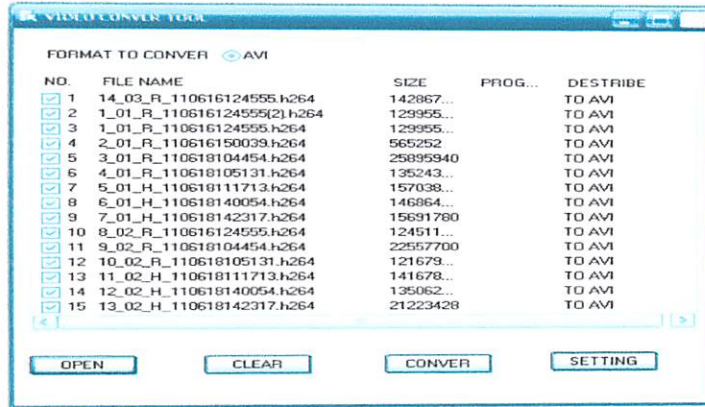 VIDEO CONVER TOOL
FORMAT TO CONVER AVI
NO. FILE NAME SIZE PROG... DESTRIBE
1 14_03_R_110616124555.h264 142867... TO AVI
2 1_01_R_110616124555(2).h264 129955... TO AVI
3 1_01_R_110616124555.h264 129955... TO AVI
4 2_01_R_110616150039.h264 565252 TO AVI
5 3_01_R_110618104454.h264 25895940 TO AVI
6 4_01_R_110618105131.h264 135243... TO AVI
7 5_01_H_110618111713.h264 157038... TO AVI
8 6_01_H_110618140054.h264 146864... TO AVI
9 7_01_H_110618142317.h264 15691780 TO AVI
10 8_02_R_110616124555.h264 124511... TO AVI
11 9_02_R_110618104454.h264 22557700 TO AVI
12 10_02_R_110618105131.h264 121679... TO AVI
13 11_02_H_110618111713.h264 141678... TO AVI
14 12_02_H_110618140054.h264 135062... TO AVI
15 13_02_H_110618142317.h264 21223428 TO AVI
OPEN CLEAR CONVER SETTING